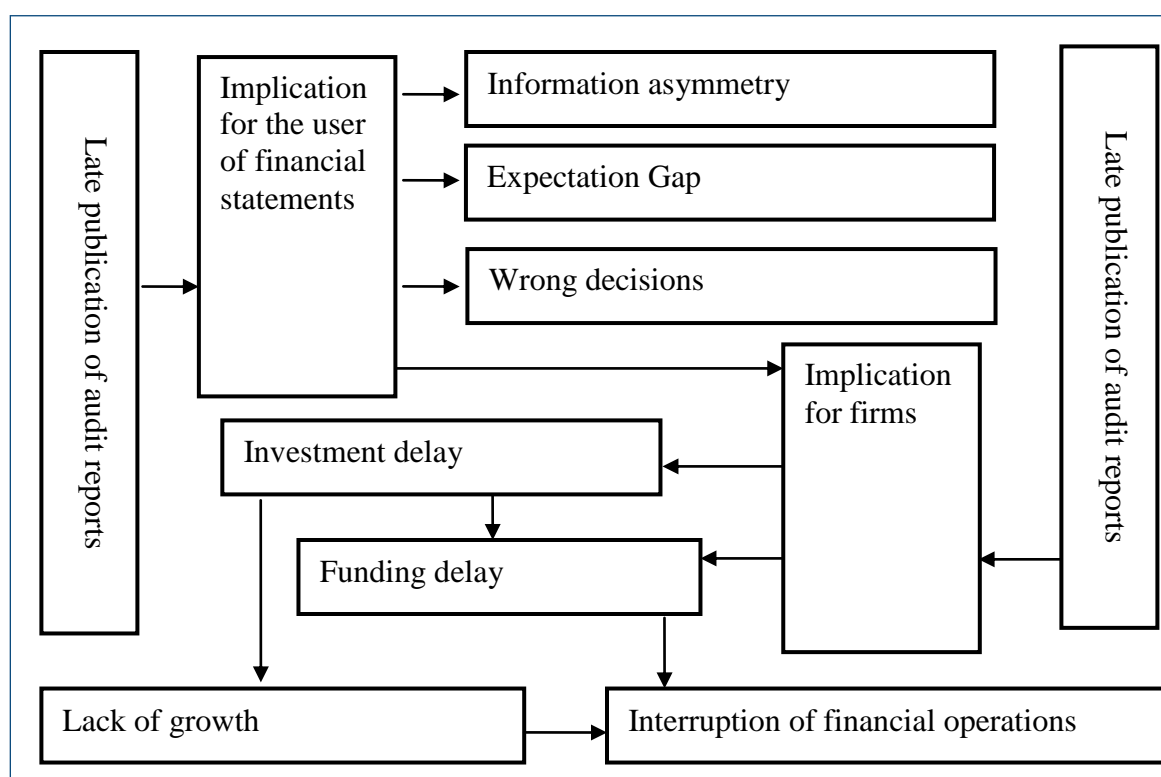 Late publication of audit reports
Implication
for the user
of financial
statements
Information asymmetry
Expectation Gap
Wrong decisions
Late publication of audit reports
Implication
for firms
Investment delay
Funding delay
Lack of growth
Interruption of financial operations